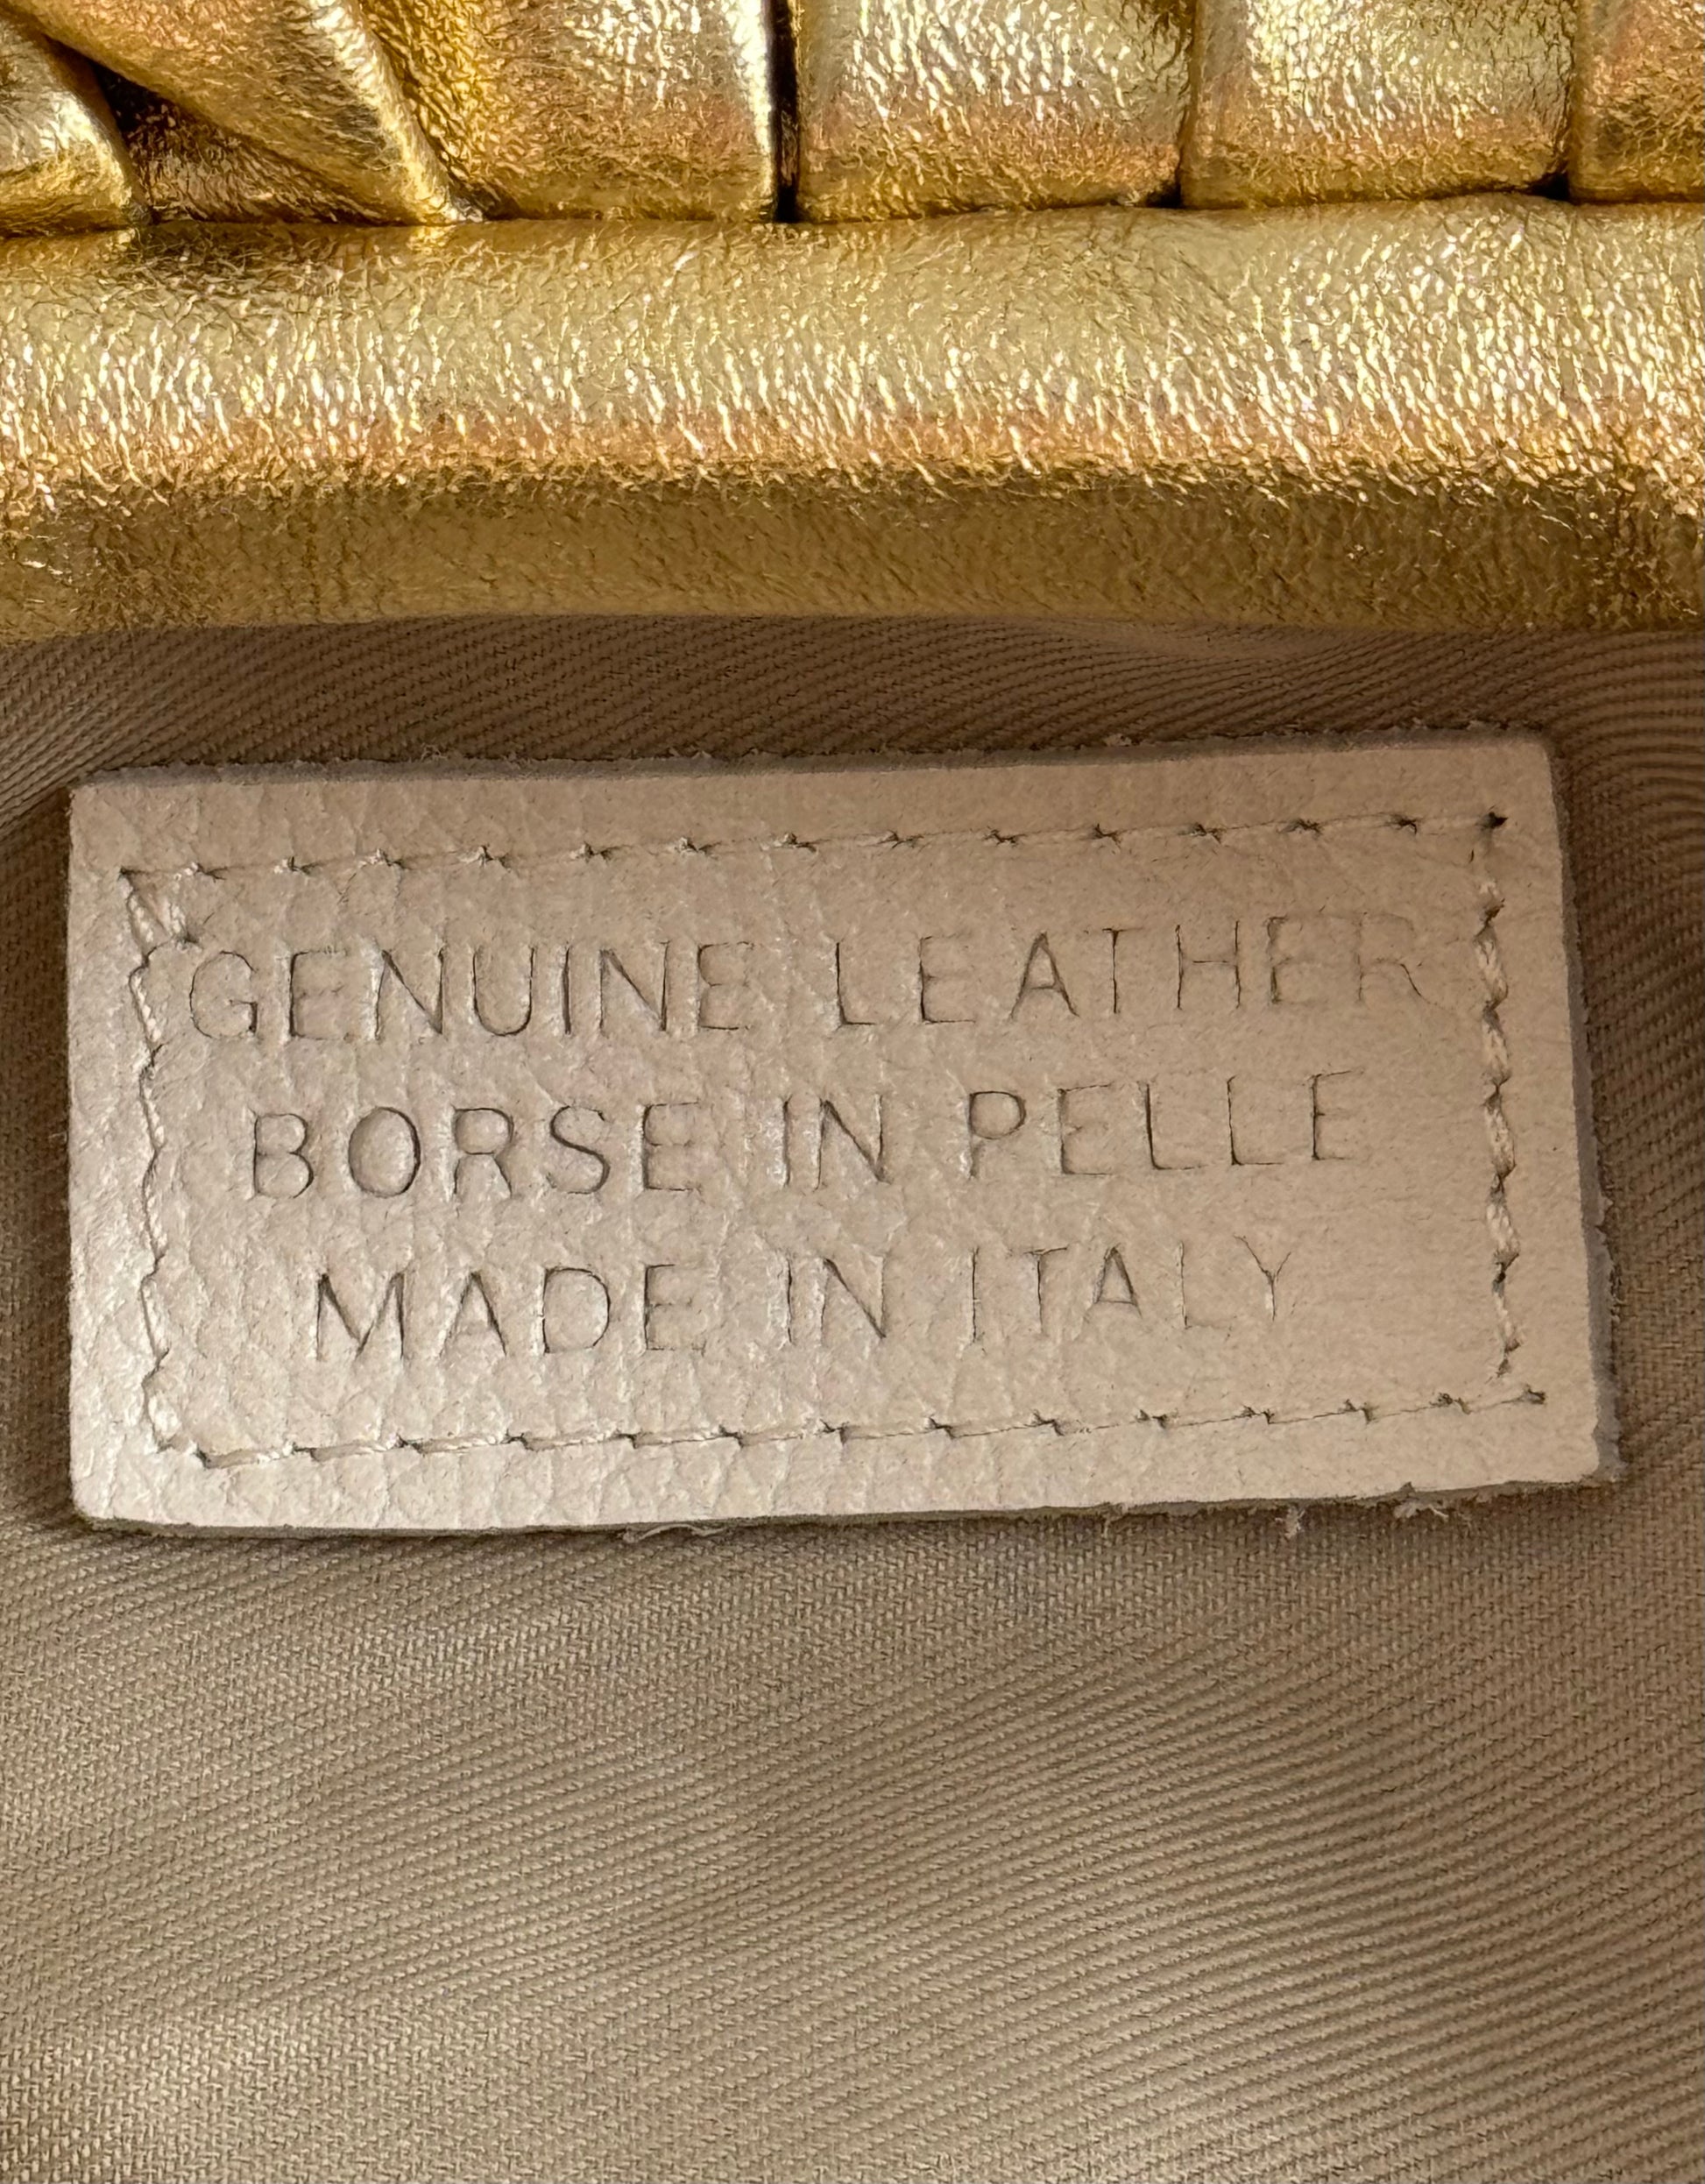 GENUINE LEATHER
BORSE IN PELLE
MADE IN ITALY